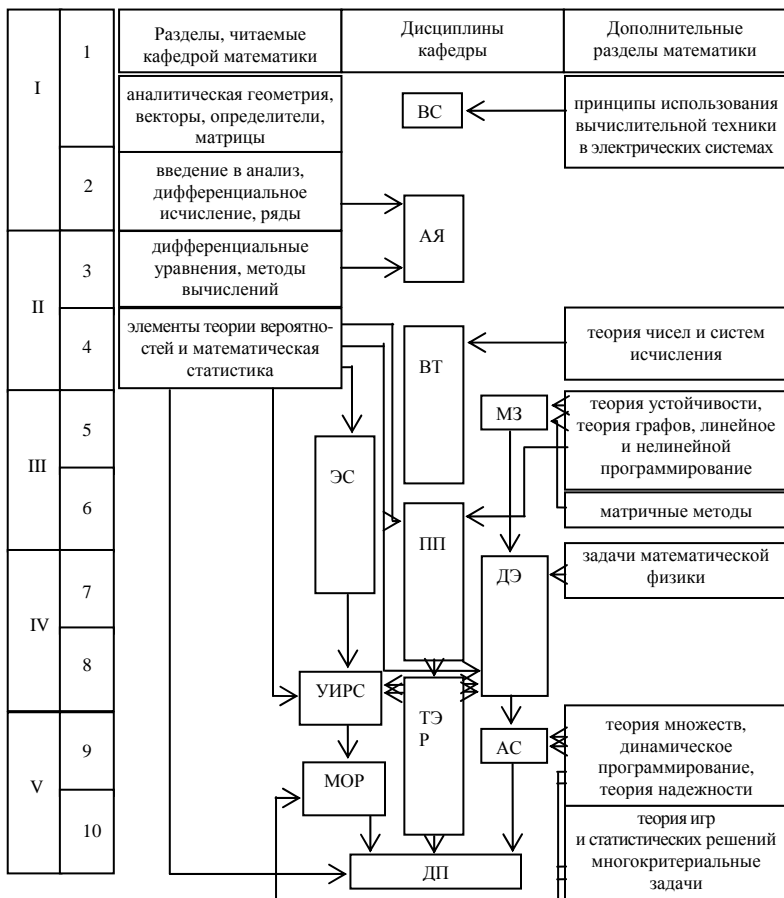 I
1
2
II
3
4
III
5
6
IV
7
8
V
9
10
Разделы, читаемые
кафедрой математики
Дисциплины
кафедры
Дополнительные
разделы математики
аналитическая геометрия,
векторы, определители,
матрицы
введение в анализ,
дифференциальное
исчисление, ряды
дифференциальные
уравнения, методы
вычислений
элементы теории вероятно-
стей и математическая
статистика
ВС
АЯ
ВТ
МЗ
ЭС
ПП
ДЭ
УИРС
ТЭ
Р
АС
МОР
ДП
принципы использования
вычислительной техники
в электрических системах
теория чисел и систем
исчисления
теория устойчивости,
теория графов, линейное
и нелинейной
программирование
матричные методы
задачи математической
физики
теория множеств,
динамическое
программирование,
теория надежности
теория игр
и статистических решений
многокритериальные
задачи